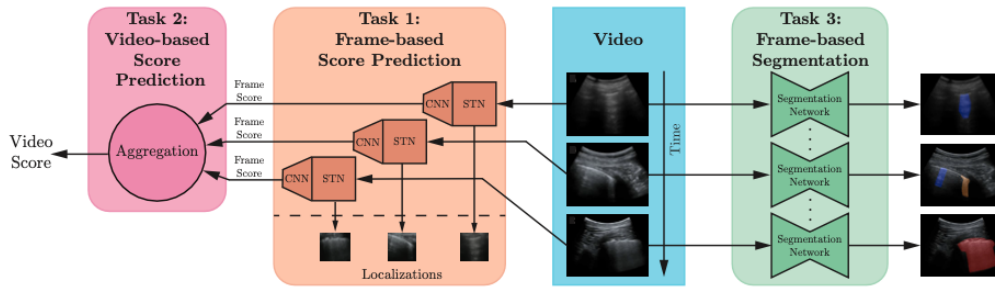 Task 2:
Video-based
Score
Prediction
Task 1:
Frame-based
Score Prediction
Video
Task 3:
Frame-based
Segmentation
Frame
Score
CNN
STN
Segmentation
Network
Frame
Score
CNN
STN
Time
Video
Score
Aggregation
Frame
Score
CNN
STN
Segmentation
Network
Segmentation
Network
Localizations